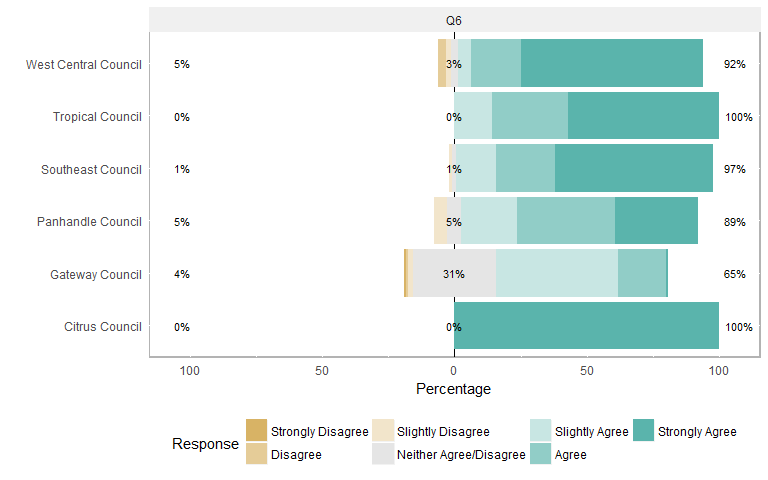 Q6
West Central Council 5% 3% 92%
Tropical Council 0% 0% 100%
Southeast Council 1% 1% 97%
Panhandle Council 5% 5% 89%
Gateway Council 4% 31% 65%
Citrus Council 0% 0% 100%
100 50 0 50 100
Percentage
Response
Strongly Disagree Slightly Disagree Slightly Agree Strongly Agree
Disagree Neither Agree/Disagree Agree